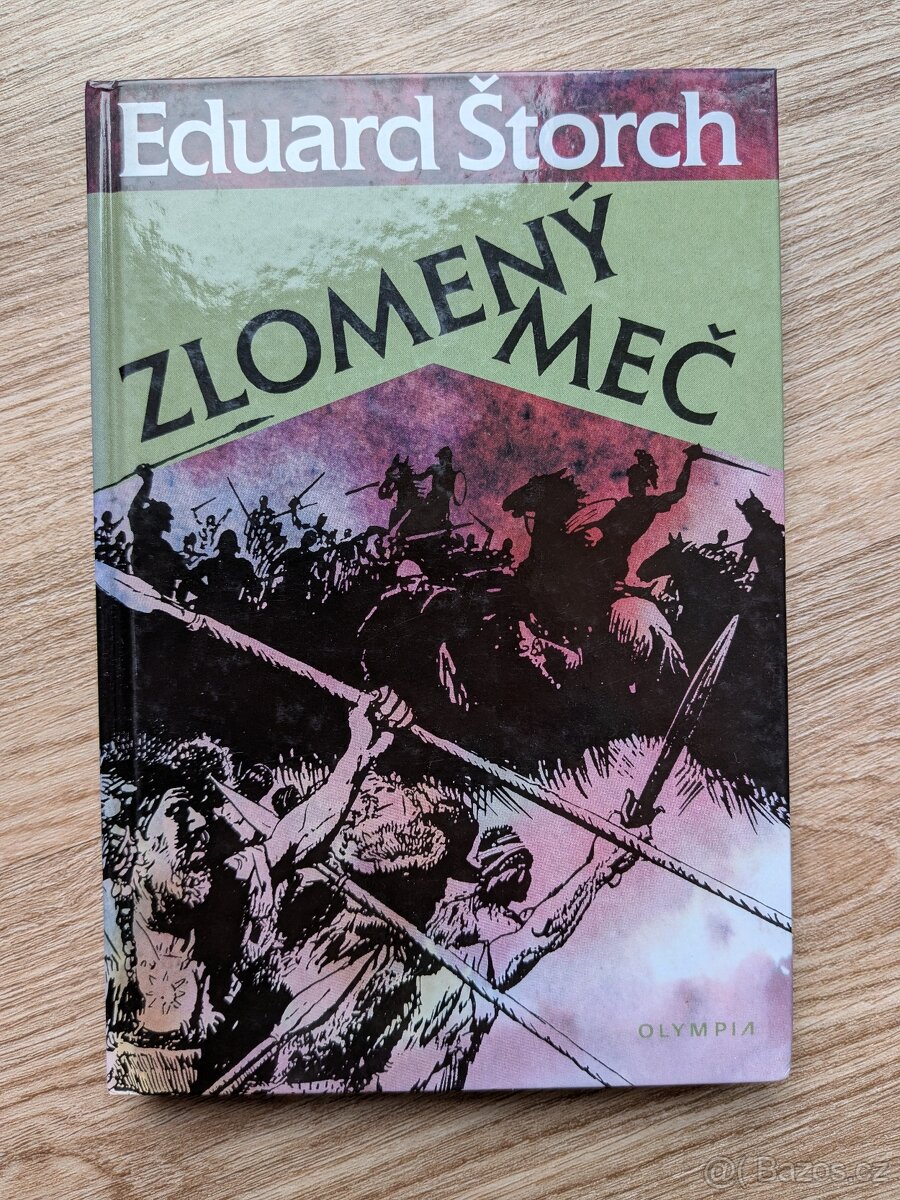 Eduard Štorch
ZLOMENÝ
MEČ
OLYMPIA
@( Bazos.cz